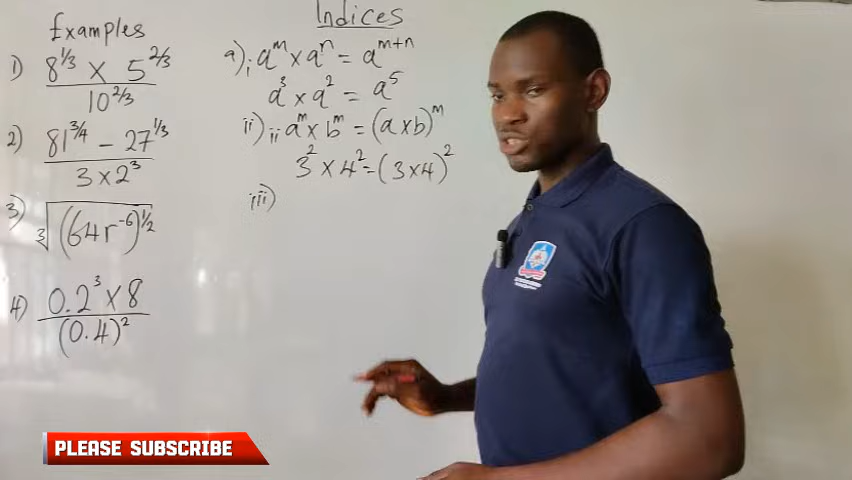 Examples
1) 8^1/3 × 5^2/3
10^2/3
2) 81^3/4 - 27^1/3
3 × 2^3
3) ∛(64r^-6)^1/2
4) 0.2^3 × 8
(0.4)^2
Indices
a) i a^m × a^n = a^m+n
a^3 × a^2 = a^5
ii) ii a^m × b^m = (a × b)^m
3^2 × 4^2 = (3 × 4)^2
iii)
PLEASE SUBSCRIBE